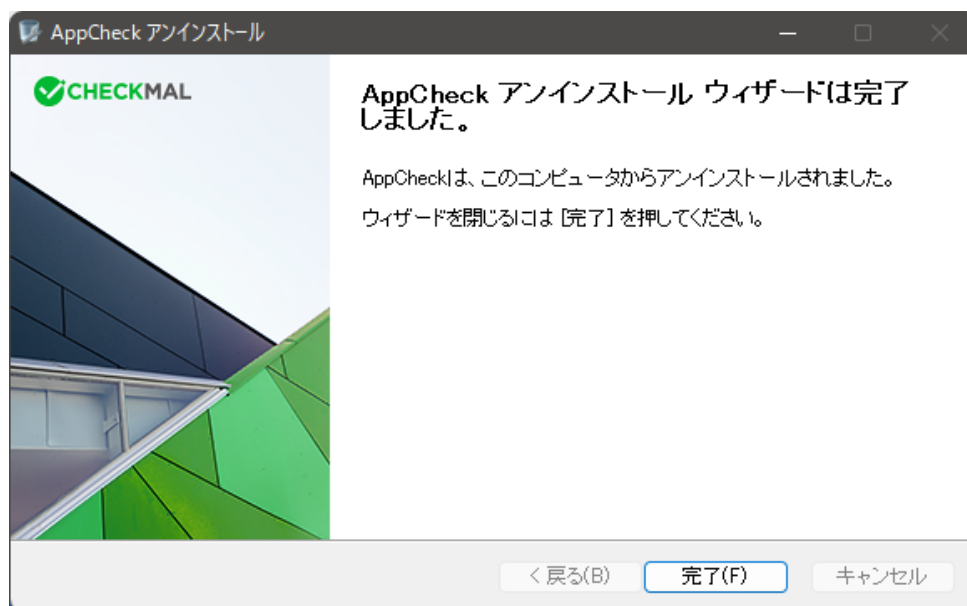 AppCheck アンインストール
CHECKMAL
AppCheck アンインストール ウィザードは完了
しました。
AppCheckは、このコンピュータからアンインストールされました。
ウィザードを閉じるには [完了] を押してください。
< 戻る(B)
完了(F)
キャンセル